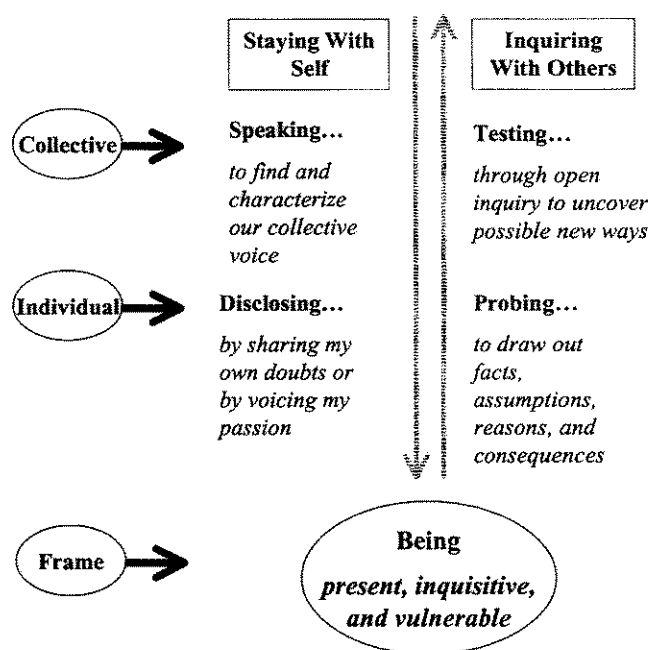 Staying With
Self
Inquiring
With Others
Collective
Speaking...
to find and
characterize
our collective
voice
Testing...
through open
inquiry to uncover
possible new ways
Individual
Disclosing...
by sharing my
own doubts or
by voicing my
passion
Probing...
to draw out
facts,
assumptions,
reasons, and
consequences
Frame
Being
present, inquisitive,
and vulnerable